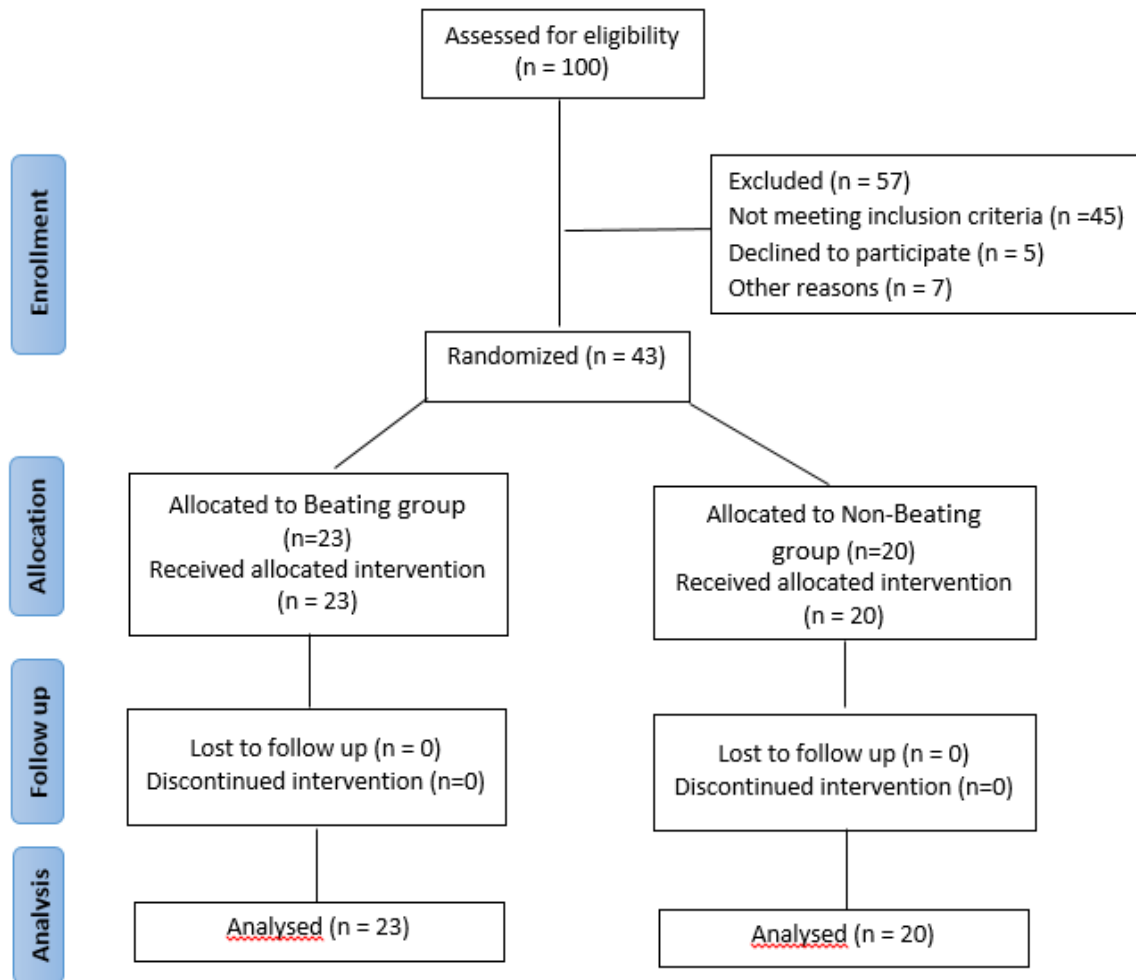 Assessed for eligibility
(n = 100)
Enrollment
Excluded (n = 57)
Not meeting inclusion criteria (n =45)
Declined to participate (n = 5)
Other reasons (n = 7)
Randomized (n = 43)
Allocation
Allocated to Beating group
(n=23)
Received allocated intervention
(n = 23)
Allocated to Non-Beating
group (n=20)
Received allocated intervention
(n = 20)
Follow up
Lost to follow up (n = 0)
Discontinued intervention (n=0)
Lost to follow up (n = 0)
Discontinued intervention (n=0)
Analysis
Analysed (n = 23)
Analysed (n = 20)